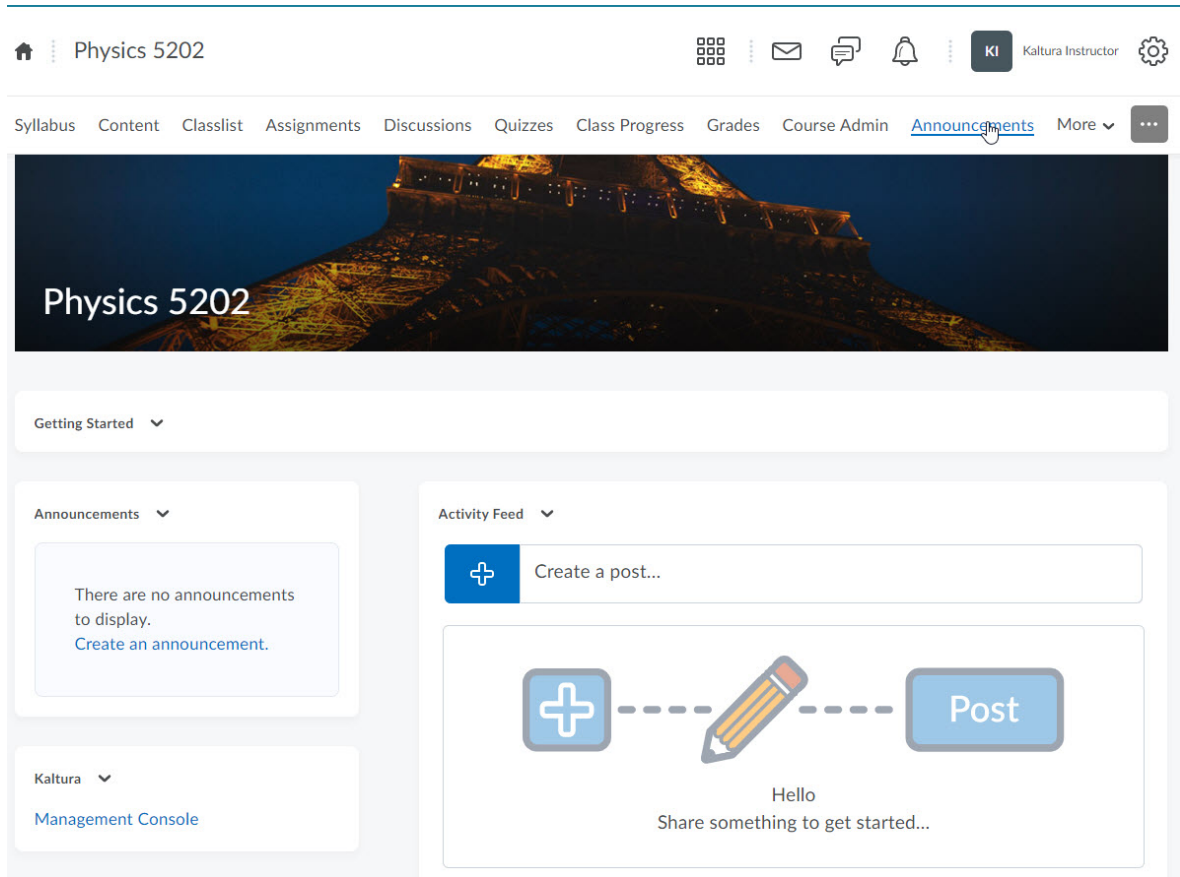 Physics 5202
KI
Kaltura Instructor
Syllabus Content Classlist Assignments Discussions Quizzes Class Progress Grades Course Admin Announcements More
Physics 5202
Getting Started
Announcements
There are no announcements
to display.
Create an announcement.
Kaltura
Management Console
Activity Feed
Create a post...
Post
Hello
Share something to get started...